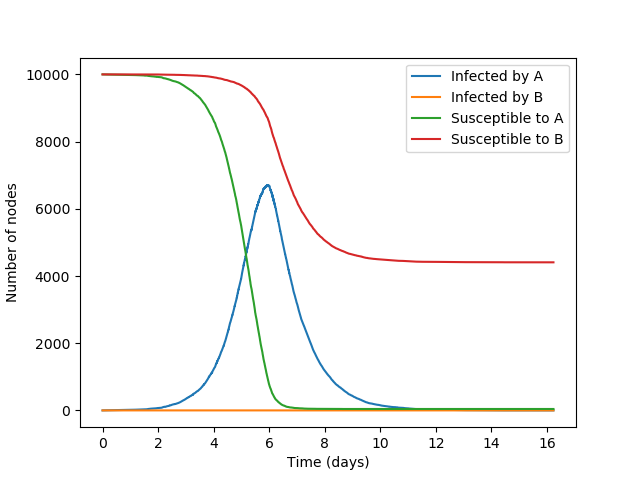 10000
8000
6000
4000
2000
0
Number of nodes
Infected by A
Infected by B
Susceptible to A
Susceptible to B
0 2 4 6 8 10 12 14 16
Time (days)